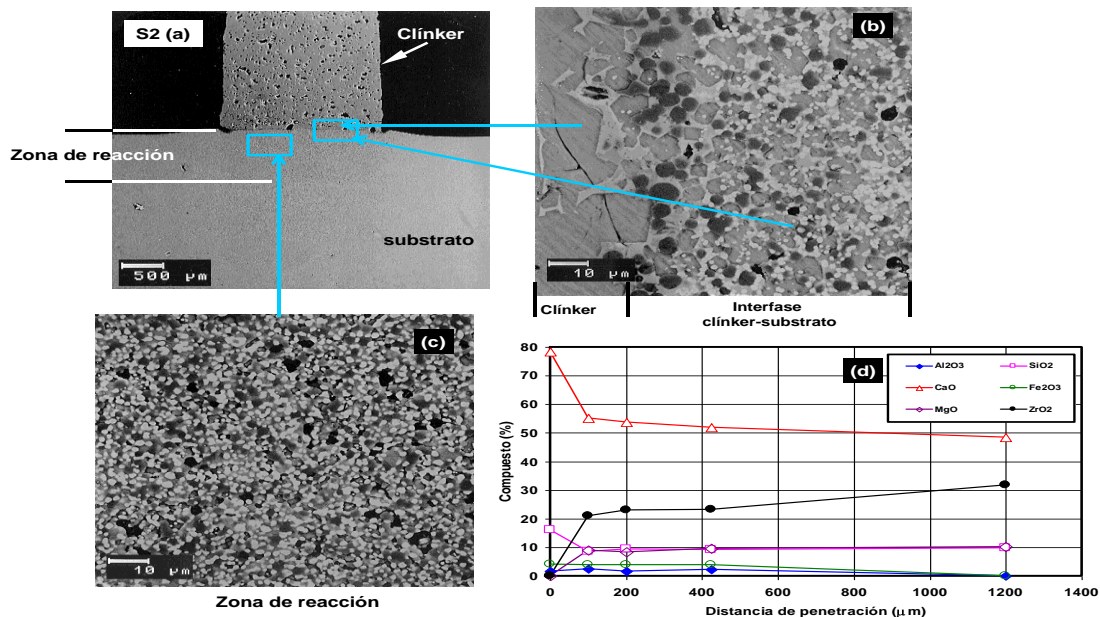 S2 (a)
Clínker
Zona de reacción
substrato
500 µm
(b)
10 µm
Clínker
Interfase
clínker-substrato
(c)
10 µm
Zona de reacción
(d)
Al2O3
SiO2
CaO
Fe2O3
MgO
ZrO2
Compuesto (%)
80
70
60
50
40
30
20
10
0
0
200
400
600
800
1000
1200
1400
Distancia de penetración (µ m)